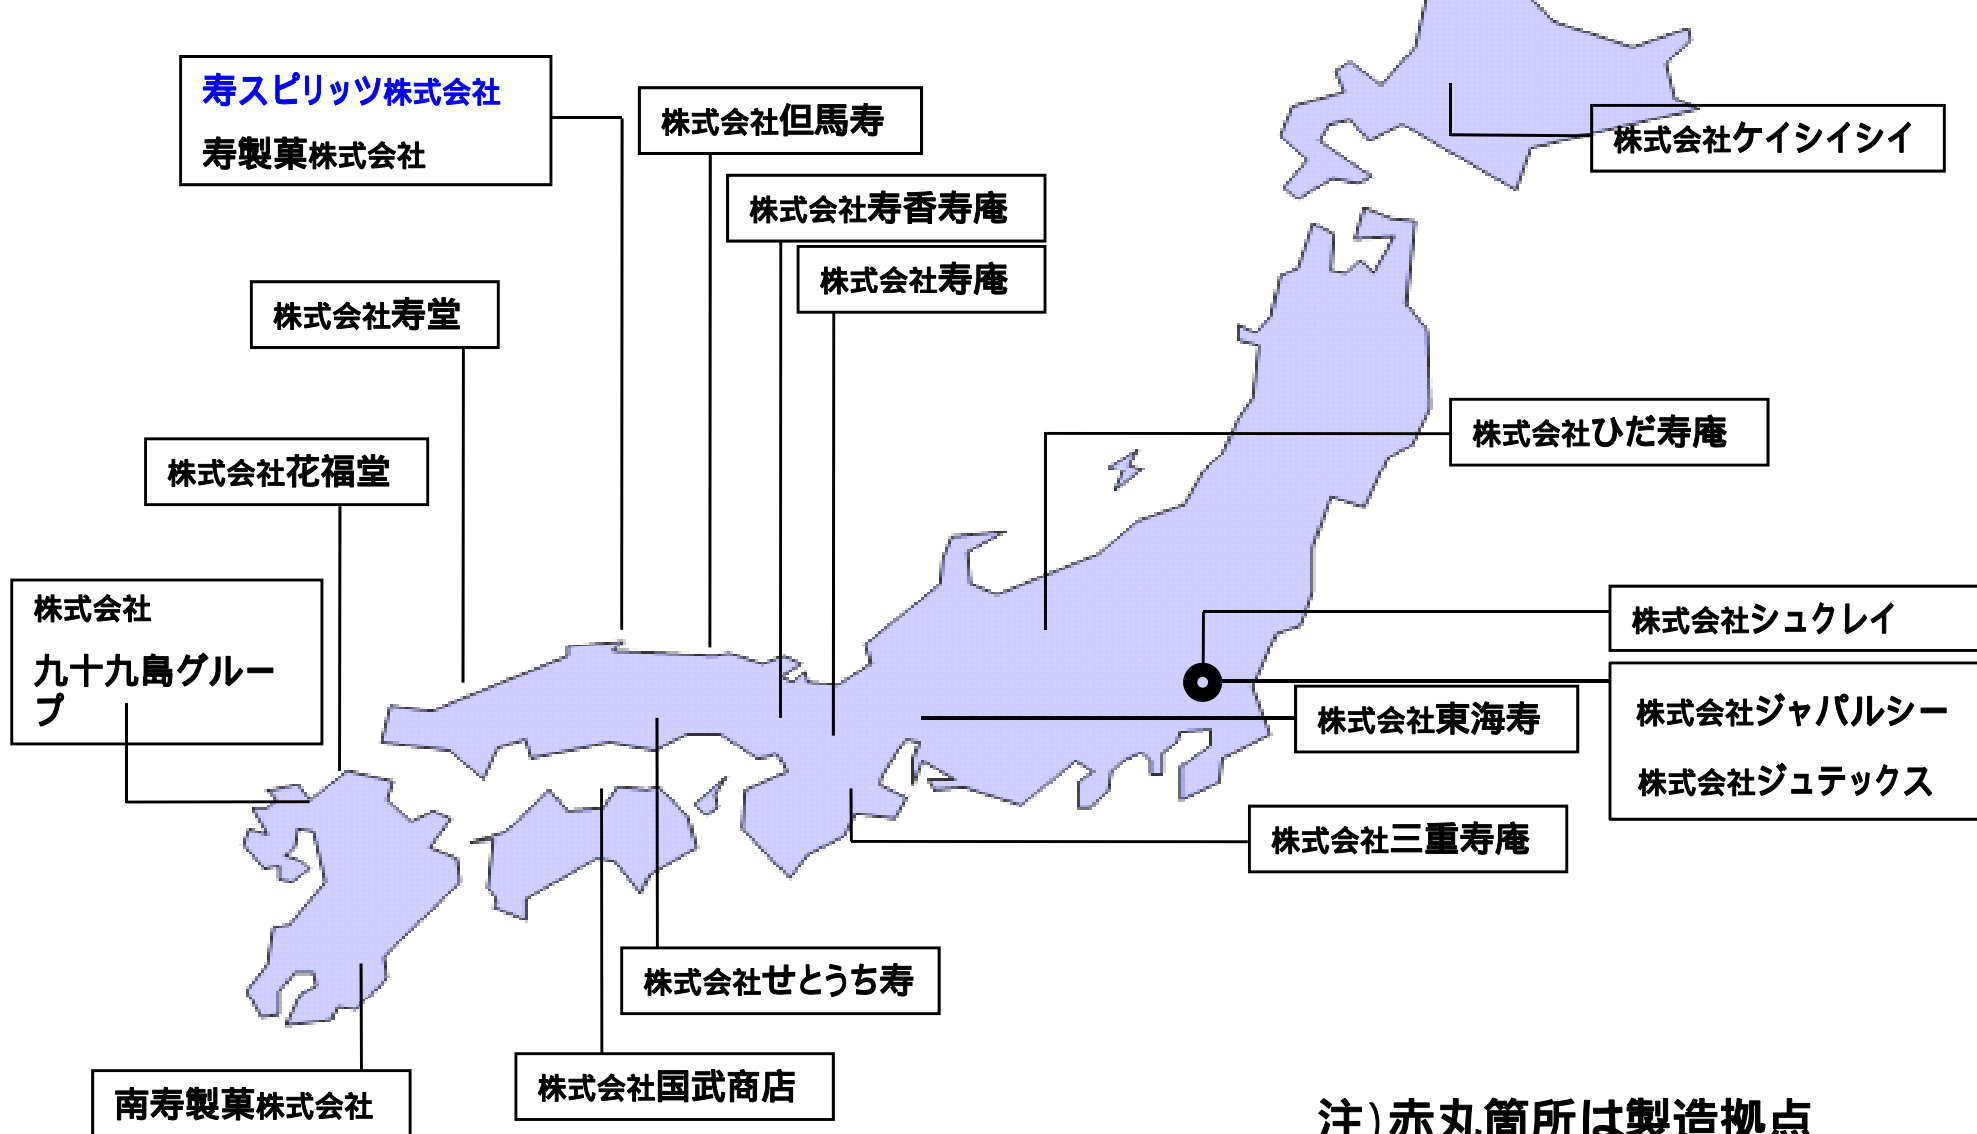 寿スピリッツ株式会社
寿製菓株式会社
株式会社但馬寿
株式会社ケイシイシイ
株式会社寿香寿庵
株式会社寿庵
株式会社寿堂
株式会社ひだ寿庵
株式会社花福堂
株式会社
九十九島グルー
プ
株式会社シュクレイ
株式会社ジャパルシー
株式会社ジュテックス
株式会社東海寿
株式会社三重寿庵
株式会社せとうち寿
株式会社国武商店
南寿製菓株式会社
注)赤丸箇所は製造拠点